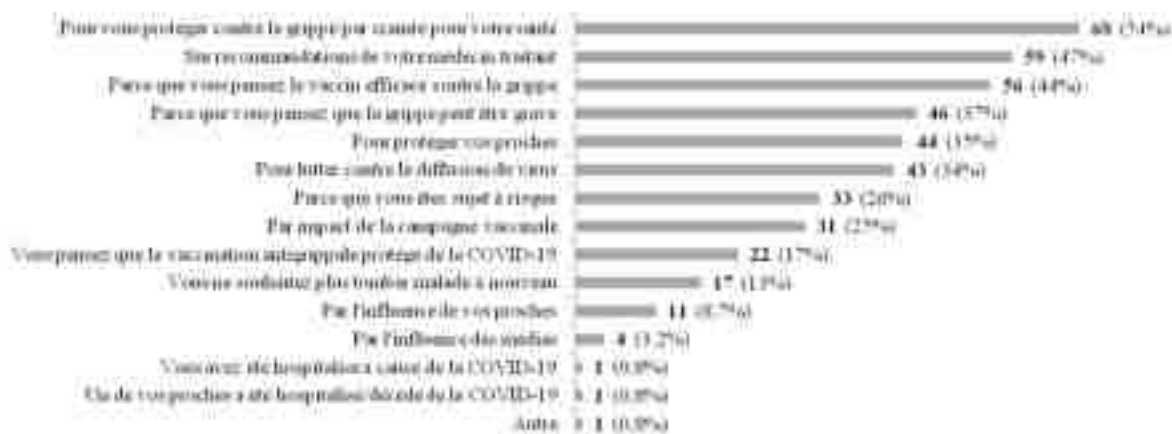 Pour vous protéger contre la grippe par crainte pour votre santé 68 (54%)
Sur recommandations de votre médecin traitant 59 (47%)
Parce que vous pensez le vaccin efficace contre la grippe 56 (44%)
Parce que vous pensez que la grippe peut être grave 46 (37%)
Pour protéger vos proches 44 (35%)
Pour lutter contre la diffusion du virus 43 (34%)
Parce que vous êtes sujet à risques 33 (26%)
Par impact de la campagne vaccinale 31 (25%)
Vous pensez que la vaccination antigrippale protège de la COVID-19 22 (17%)
Vous ne souhaitez plus tomber malade à nouveau 17 (13%)
Par l'influence de vos proches 11 (8.7%)
Par l'influence des médias 4 (3.2%)
Vous avez été hospitalisé à cause de la COVID-19 1 (0.8%)
Un de vos proches a été hospitalisé/décédé de la COVID-19 1 (0.8%)
Autre 1 (0.8%)